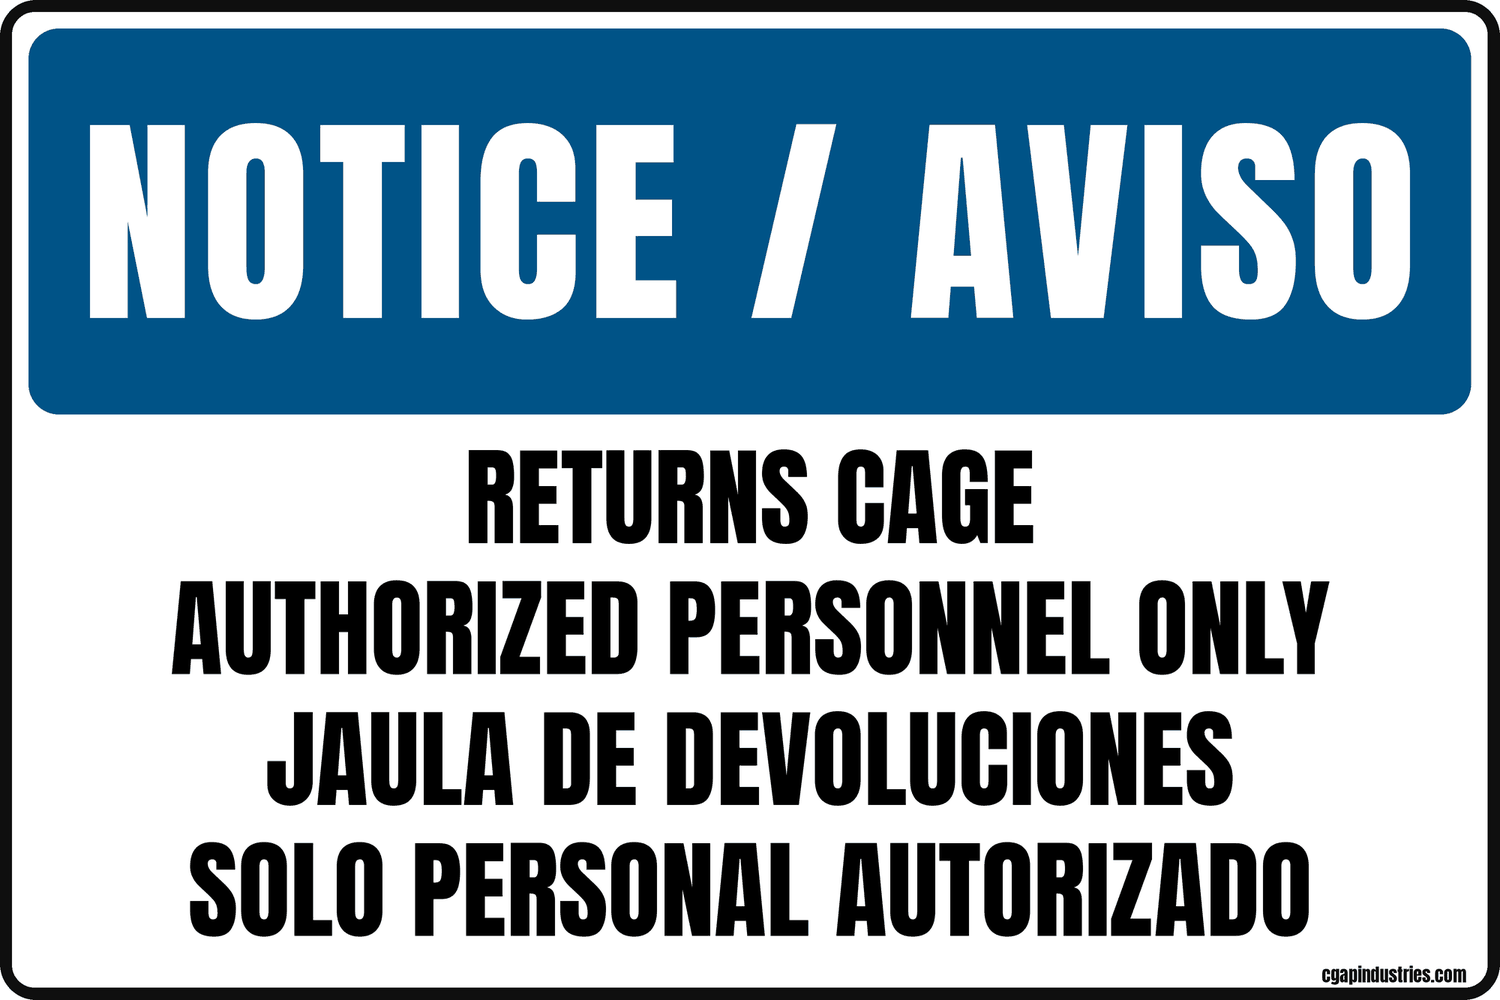 NOTICE / AVISO
RETURNS CAGE
AUTHORIZED PERSONNEL ONLY
JAULA DE DEVOLUCIONES
SOLO PERSONAL AUTORIZADO
cgapindustries.com